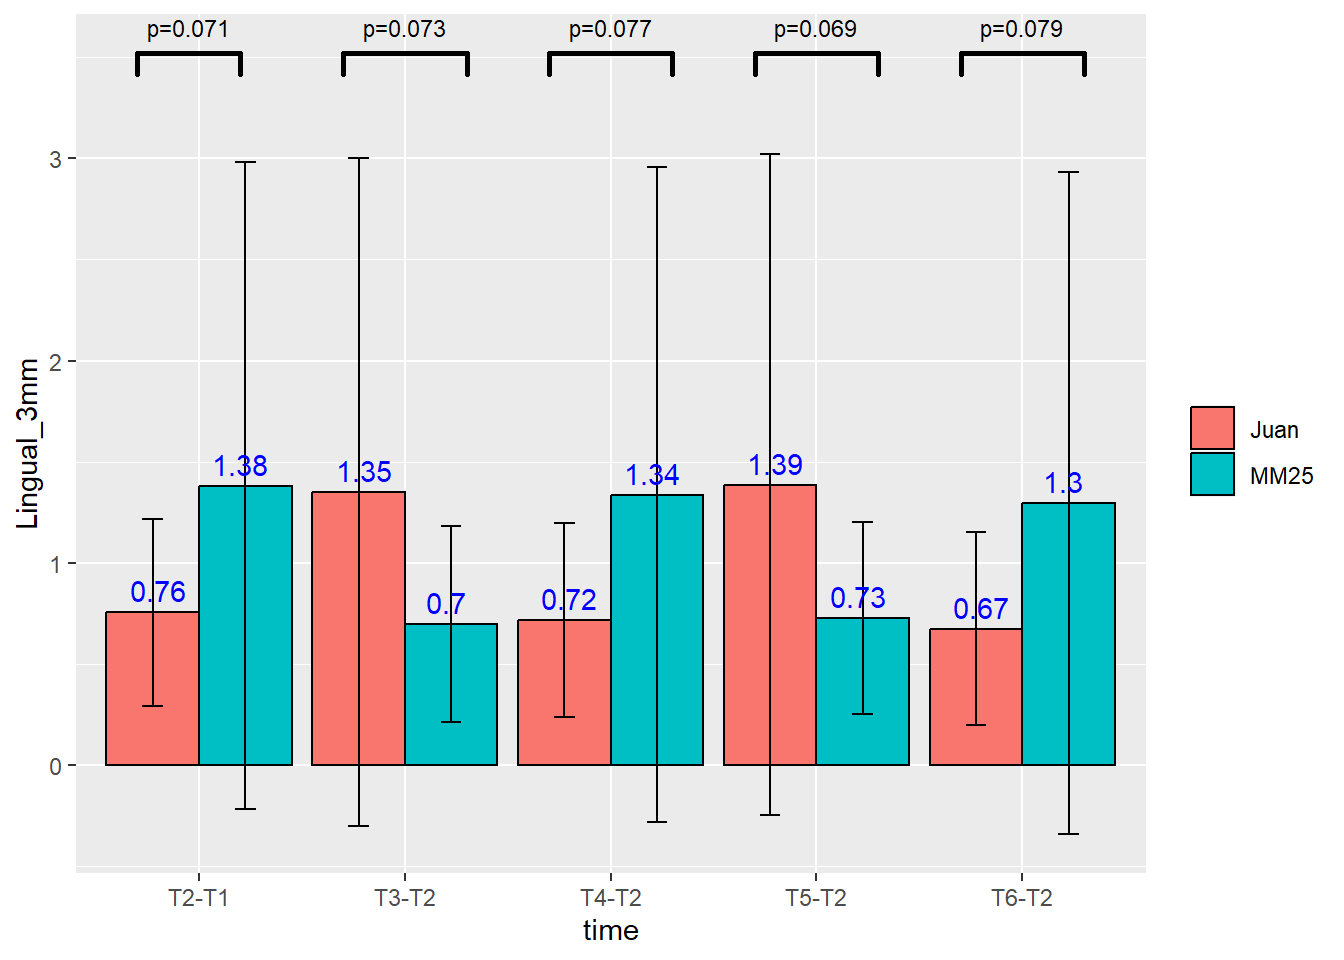 p=0.071 p=0.073 p=0.077 p=0.069 p=0.079
3
2
1
0
Lingual_3mm
0.76 1.38 1.35 0.7 0.72 1.34 1.39 0.73 0.67 1.3
T2-T1 T3-T2 T4-T2 T5-T2 T6-T2
time
Juan
MM25